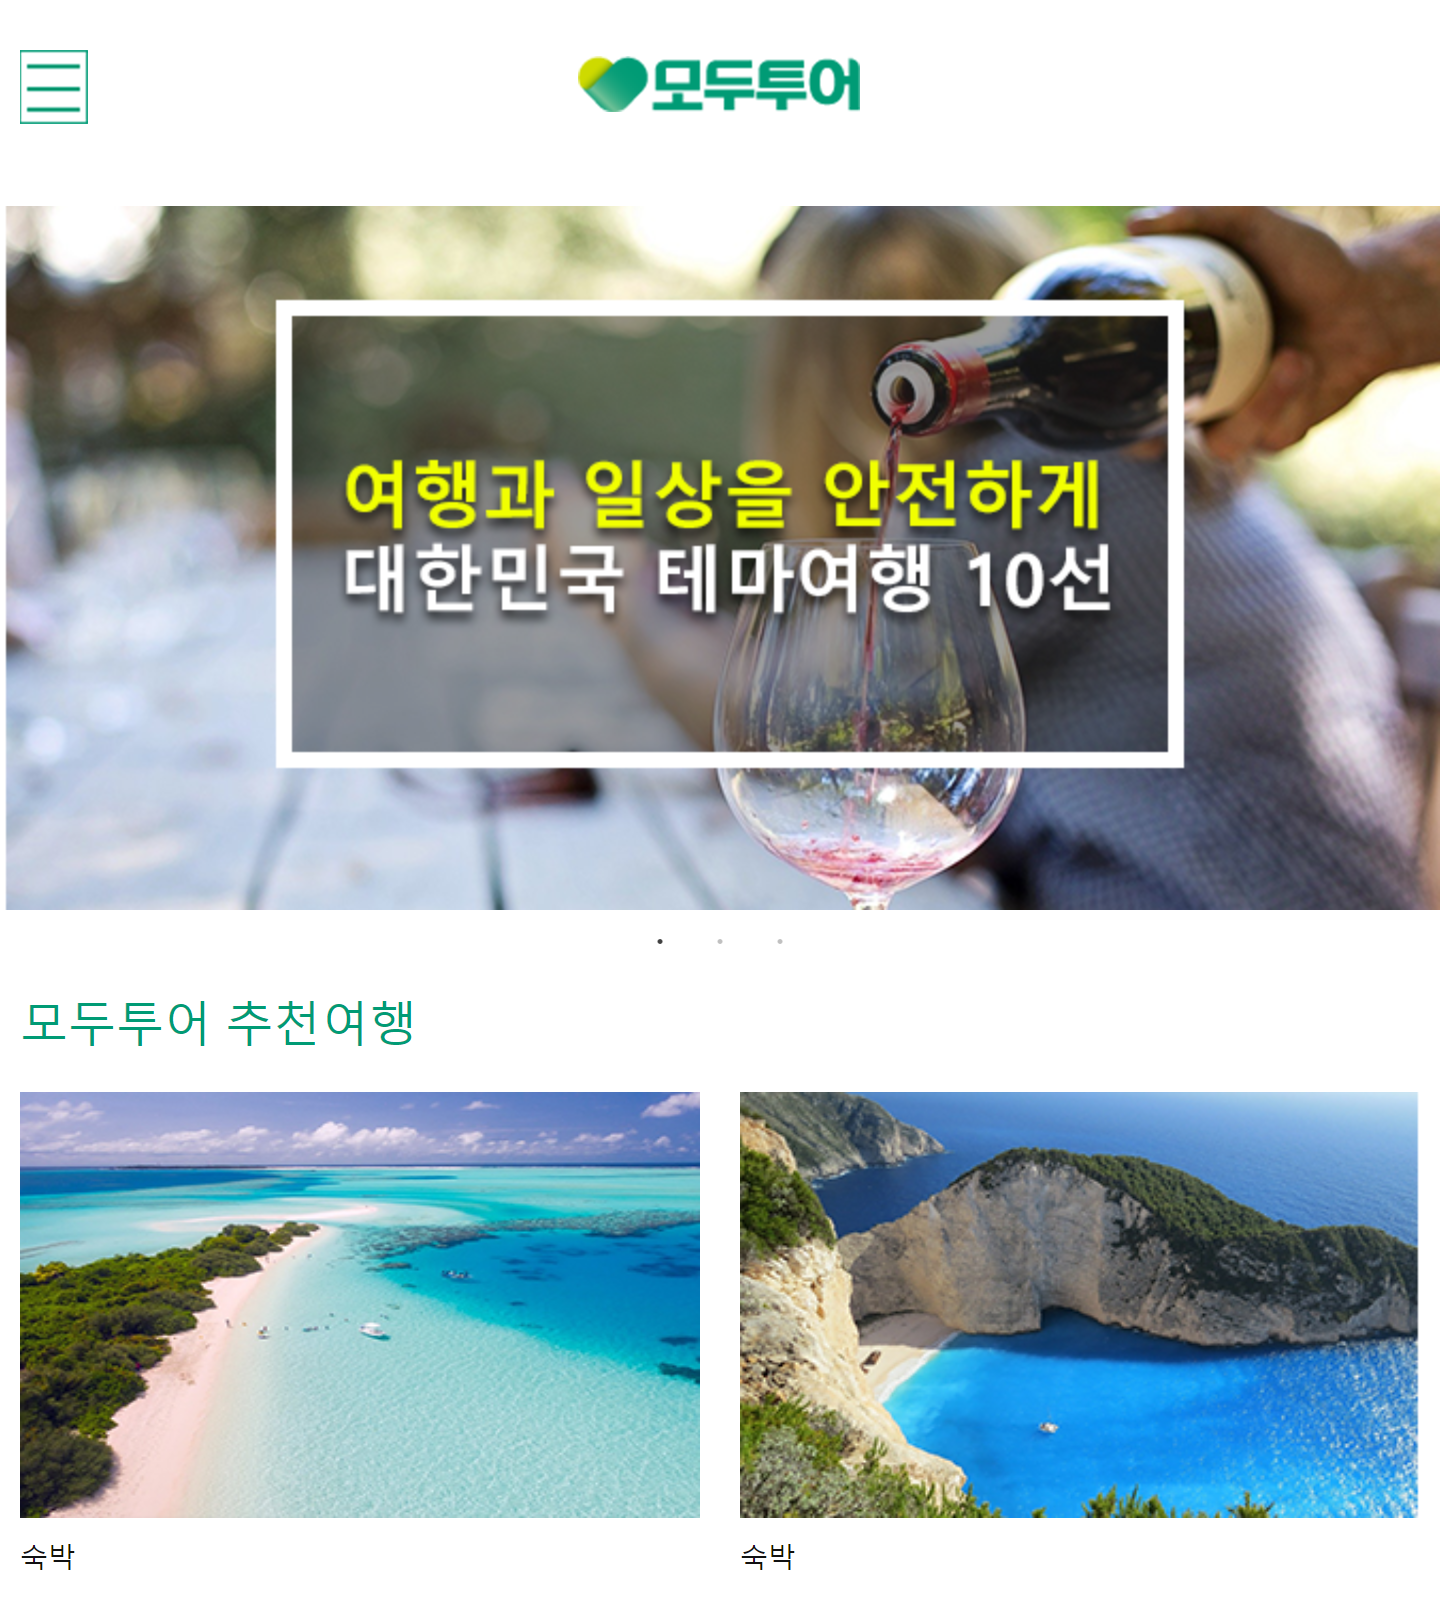 모두투어
여행과 일상을 안전하게
대한민국 테마여행 10선
모두투어 추천여행
숙박
숙박